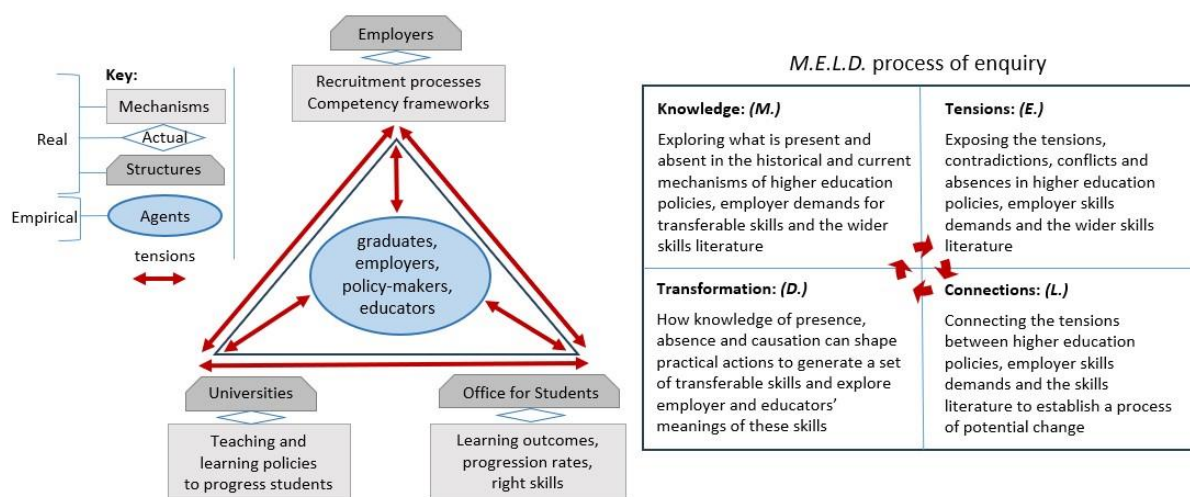 Employers
Recruitment processes
Competency frameworks
Key:
Mechanisms
Real
Actual
Structures
Empirical
Agents
tensions
graduates,
employers,
policy-makers,
educators
Universities
Teaching and
learning policies
to progress students
Office for Students
Learning outcomes,
progression rates,
right skills
M.E.L.D. process of enquiry
Knowledge: (M.)
Exploring what is present and
absent in the historical and current
mechanisms of higher education
policies, employer demands for
transferable skills and the wider
skills literature
Tensions: (E.)
Exposing the tensions,
contradictions, conflicts and
absences in higher education
policies, employer skills
demands and the wider skills
literature
Transformation: (D.)
How knowledge of presence,
absence and causation can shape
practical actions to generate a set
of transferable skills and explore
employer and educators’
meanings of these skills
Connections: (L.)
Connecting the tensions
between higher education
policies, employer skills
demands and the skills
literature to establish a process
of potential change